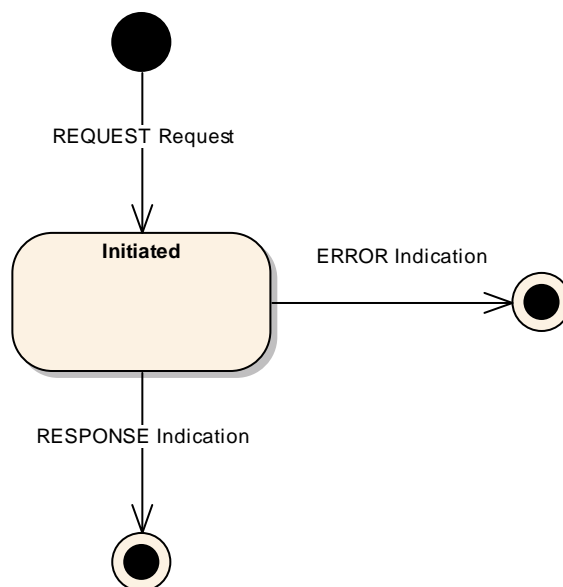 REQUEST Request
Initiated
ERROR Indication
RESPONSE Indication